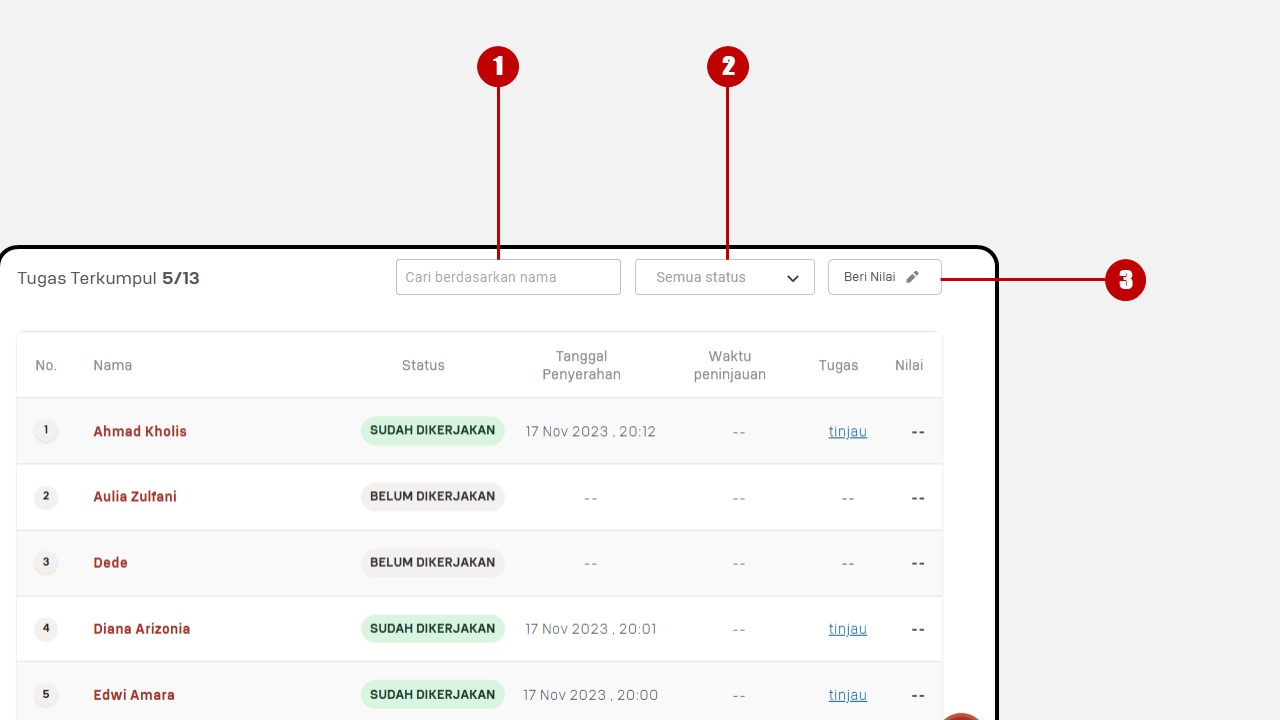 1
2
Tugas Terkumpul 5/13
Cari berdasarkan nama
Semua status
Beri Nilai
3
No.
Nama
Status
Tanggal
Penyerahan
Waktu
peninjauan
Tugas
Nilai
1 Ahmad Kholis SUDAH DIKERJAKAN 17 Nov 2023 , 20:12 -- tinjau --
2 Aulia Zulfani BELUM DIKERJAKAN -- -- -- --
3 Dede BELUM DIKERJAKAN -- -- -- --
4 Diana Arizonia SUDAH DIKERJAKAN 17 Nov 2023 , 20:01 -- tinjau --
5 Edwi Amara SUDAH DIKERJAKAN 17 Nov 2023 , 20:00 -- tinjau --